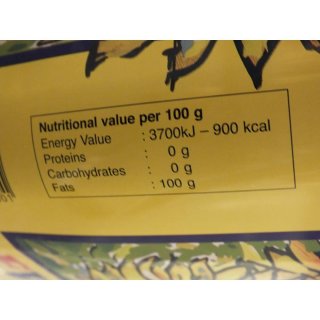 Nutritional value per 100 g
Energy Value : 3700kJ – 900 kcal
Proteins : 0 g
Carbohydrates : 0 g
Fats : 100 g